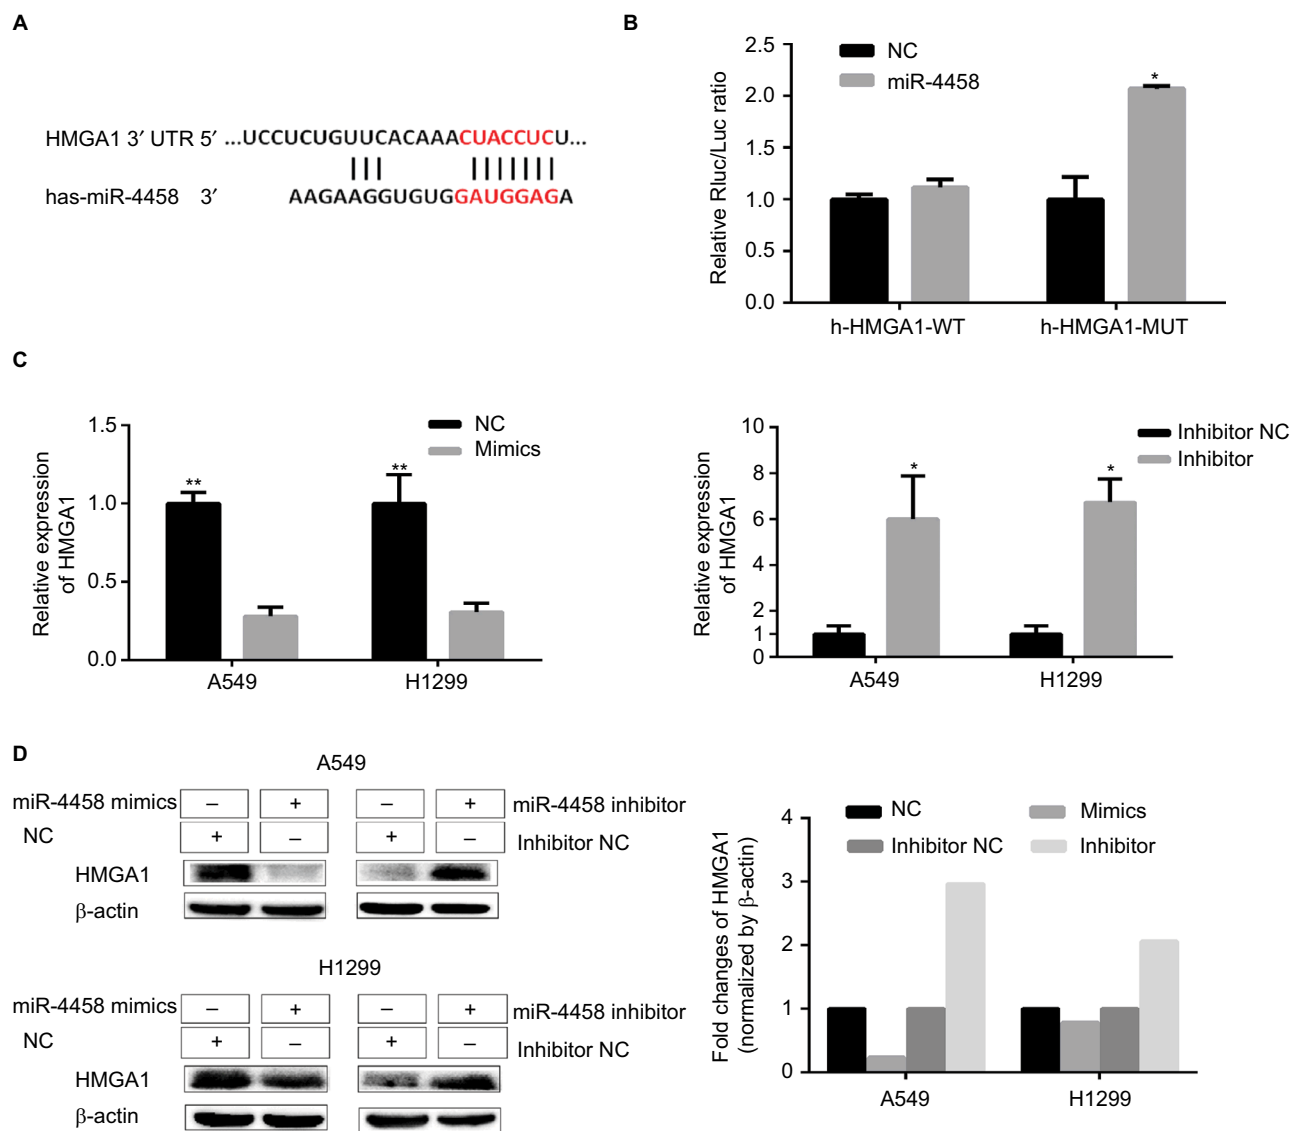 A
HMGA1 3′ UTR 5′ ...UCCUCUGUUCACAAACUACCUCU...
has-miR-4458 3′ AAGAAGGUGUGGAUGGAGA
B
Relative Rluc/Luc ratio
2.5
2.0
1.5
1.0
0.5
0.0
NC
miR-4458
*
h-HMGA1-WT
h-HMGA1-MUT
C
Relative expression
of HMGA1
1.5
1.0
0.5
0.0
NC
Mimics
**
**
A549
H1299
Relative expression
of HMGA1
10
8
6
4
2
1
0
Inhibitor NC
Inhibitor
*
*
A549
H1299
D
A549
miR-4458 mimics – + – + miR-4458 inhibitor
NC + – + – Inhibitor NC
HMGA1
β-actin
H1299
miR-4458 mimics – + – + miR-4458 inhibitor
NC + – + – Inhibitor NC
HMGA1
β-actin
Fold changes of HMGA1
(normalized by β-actin)
4
3
2
1
0
NC
Mimics
Inhibitor NC
Inhibitor
A549
H1299